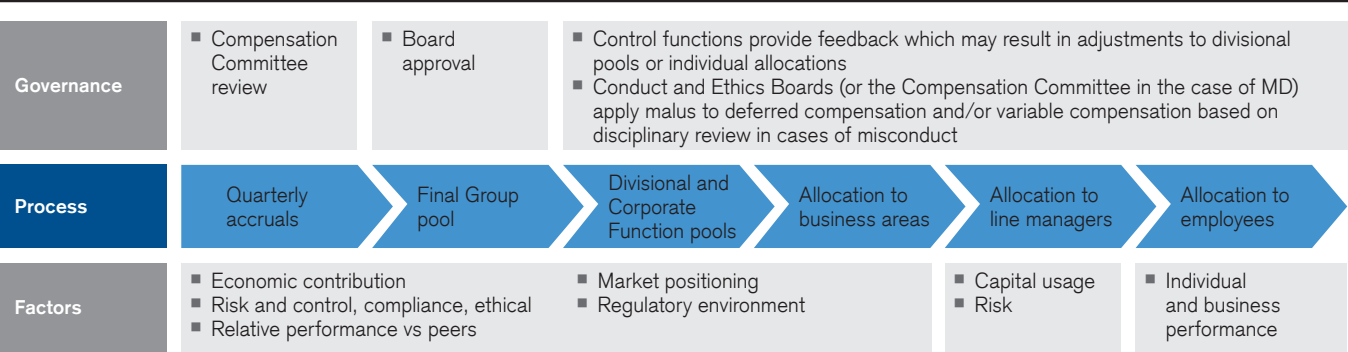 Governance
■ Compensation
Committee
review
■ Board
approval
■ Control functions provide feedback which may result in adjustments to divisional
pools or individual allocations
■ Conduct and Ethics Boards (or the Compensation Committee in the case of MD)
apply malus to deferred compensation and/or variable compensation based on
disciplinary review in cases of misconduct
Process
Quarterly
accruals
Final Group
pool
Divisional and
Corporate
Function pools
Allocation to
business areas
Allocation to
line managers
Allocation to
employees
Factors
■ Economic contribution
■ Risk and control, compliance, ethical
■ Relative performance vs peers
■ Market positioning
■ Regulatory environment
■ Capital usage
■ Risk
■ Individual
and business
performance